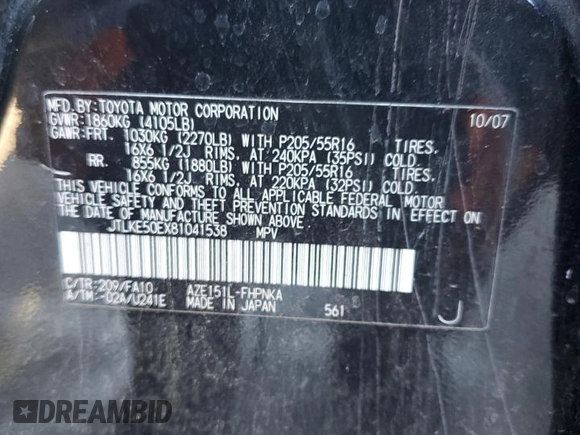 MFD. BY: TOYOTA MOTOR CORPORATION 10/07
GVWR: 1860KG (4105LB)
GAWR: FRT. 1030KG (2270LB) WITH P205/55R16 TIRES.
16X6 1/2J RIMS. AT 240KPA (35PSI) COLD.
RR. 855KG (1880LB) WITH P205/55R16 TIRES.
16X6 1/2J RIMS. AT 220KPA (32PSI) COLD.
THIS VEHICLE CONFORMS TO ALL APPLICABLE FEDERAL MOTOR
VEHICLE SAFETY AND THEFT PREVENTION STANDARDS IN EFFECT
ON THE DATE OF MANUFACTURE SHOWN ABOVE.
JTLKE50EX81041538 MPV
C/TR: 209/FA10 AZE151L-FHPNKA
A/TM: -02A/U241E MADE IN JAPAN 561 J
DREAMBID